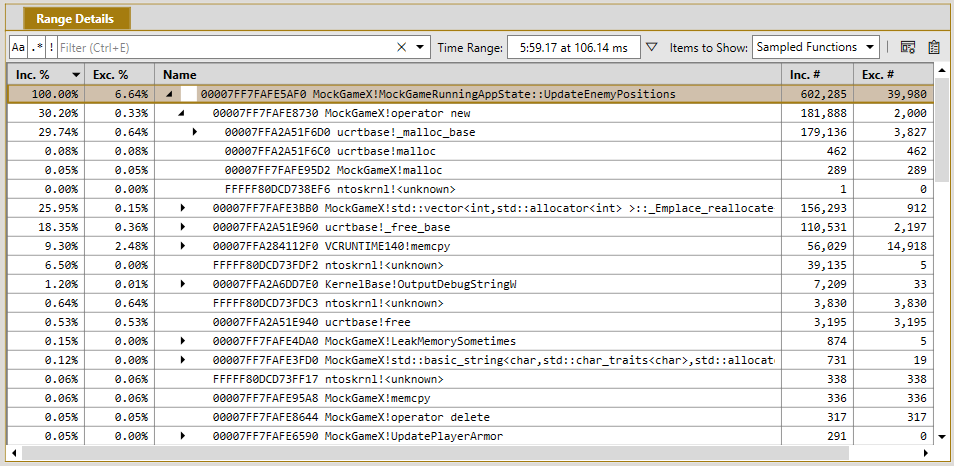 Range Details
Aa .* ! Filter (Ctrl+E) Time Range: 5:59.17 at 106.14 ms Items to Show: Sampled Functions
Inc. % Exc. % Name Inc. # Exc. #
100.00% 6.64% 00007FF7FAFE5AF0 MockGameX!MockGameRunningAppState::UpdateEnemyPositions 602,285 39,980
30.20% 0.33% 00007FF7FAFE8730 MockGameX!operator new 181,888 2,000
29.74% 0.64% 00007FFA2A51F6D0 ucrtbase!_malloc_base 179,136 3,827
0.08% 0.08% 00007FFA2A51F6C0 ucrtbase!malloc 462 462
0.05% 0.05% 00007FF7FAFE95D2 MockGameX!malloc 289 289
0.00% 0.00% FFFFF80DCD738EF6 ntoskrnl!<unknown> 1 0
25.95% 0.15% 00007FF7FAFE3BB0 MockGameX!std::vector<int,std::allocator<int> >::_Emplace_reallocate 156,293 912
18.35% 0.36% 00007FFA2A51E960 ucrtbase!_free_base 110,531 2,197
9.30% 2.48% 00007FFA284112F0 VCRUNTIME140!memcpy 56,029 14,918
6.50% 0.00% FFFFF80DCD73FDF2 ntoskrnl!<unknown> 39,135 5
1.20% 0.01% 00007FFA2A6DD7E0 KernelBase!OutputDebugStringW 7,209 33
0.64% 0.64% FFFFF80DCD73FDC3 ntoskrnl!<unknown> 3,830 3,830
0.53% 0.53% 00007FFA2A51E940 ucrtbase!free 3,195 3,195
0.15% 0.00% 00007FF7FAFE4DA0 MockGameX!LeakMemorySometimes 874 5
0.12% 0.00% 00007FF7FAFE3FD0 MockGameX!std::basic_string<char,std::char_traits<char>,std::allocat 731 19
0.06% 0.06% FFFFF80DCD73FF17 ntoskrnl!<unknown> 338 338
0.06% 0.06% 00007FF7FAFE95A8 MockGameX!memcpy 336 336
0.05% 0.05% 00007FF7FAFE8644 MockGameX!operator delete 317 317
0.05% 0.00% 00007FF7FAFE6590 MockGameX!UpdatePlayerArmor 291 0